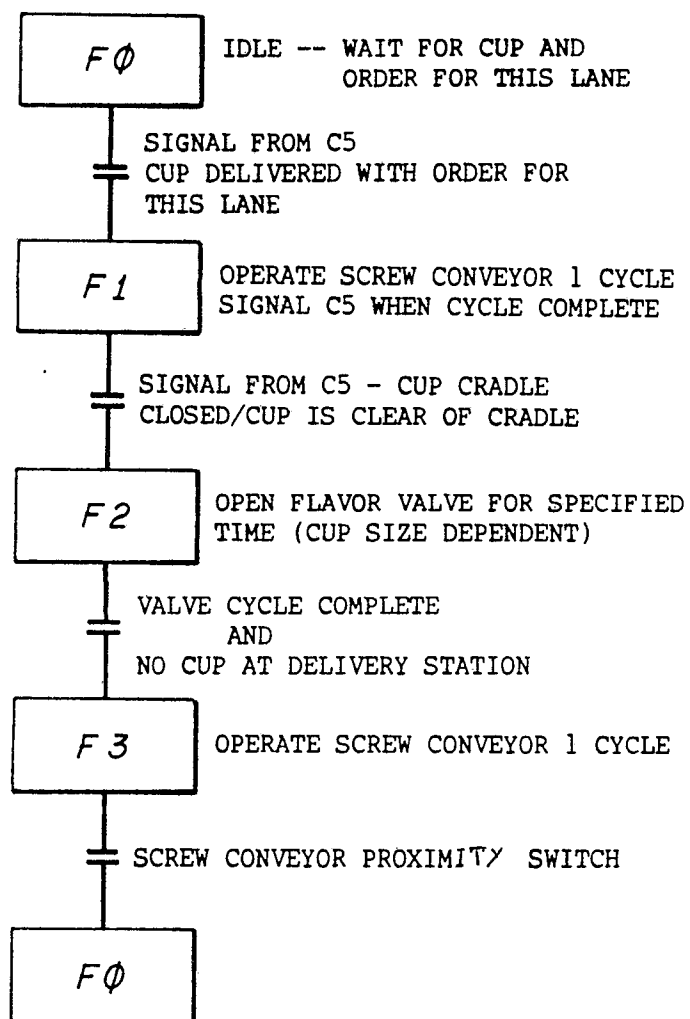 FØ
IDLE -- WAIT FOR CUP AND
ORDER FOR THIS LANE
SIGNAL FROM C5
CUP DELIVERED WITH ORDER FOR
THIS LANE
F1
OPERATE SCREW CONVEYOR 1 CYCLE
SIGNAL C5 WHEN CYCLE COMPLETE
SIGNAL FROM C5 - CUP CRADLE
CLOSED/CUP IS CLEAR OF CRADLE
F2
OPEN FLAVOR VALVE FOR SPECIFIED
TIME (CUP SIZE DEPENDENT)
VALVE CYCLE COMPLETE
AND
NO CUP AT DELIVERY STATION
F3
OPERATE SCREW CONVEYOR 1 CYCLE
SCREW CONVEYOR PROXIMITY SWITCH
FØ